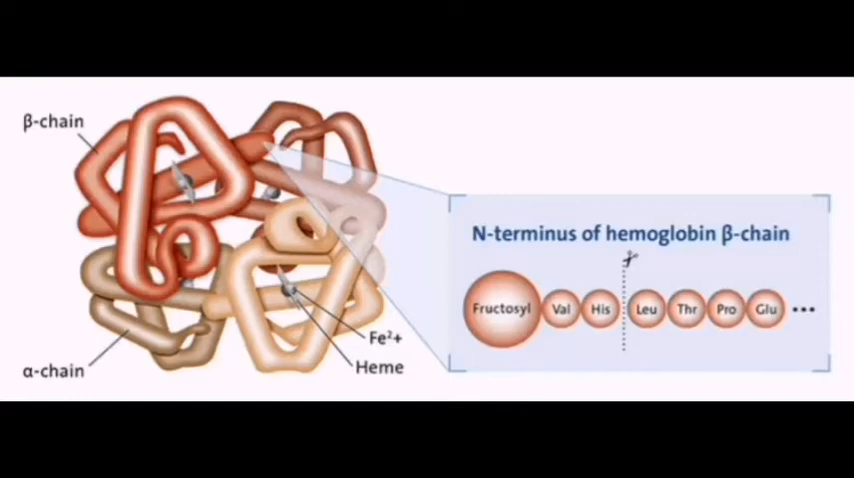 β-chain
α-chain
Fe²+
Heme
N-terminus of hemoglobin β-chain
Fructosyl Val His Leu Thr Pro Glu •••